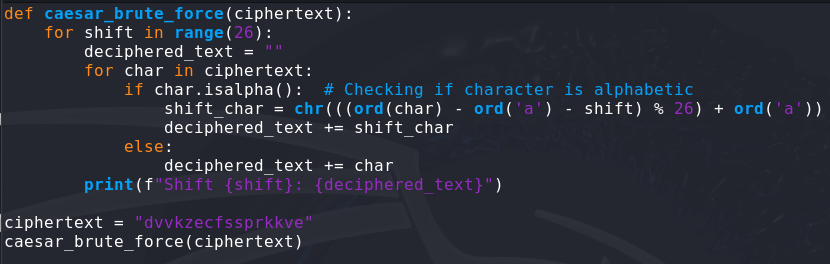 def caesar_brute_force(ciphertext):
    for shift in range(26):
        deciphered_text = ""
        for char in ciphertext:
            if char.isalpha():  # Checking if character is alphabetic
                shift_char = chr(((ord(char) - ord('a') - shift) % 26) + ord('a'))
                deciphered_text += shift_char
            else:
                deciphered_text += char
        print(f"Shift {shift}: {deciphered_text}")

ciphertext = "dvvkzecfssprkkve"
caesar_brute_force(ciphertext)